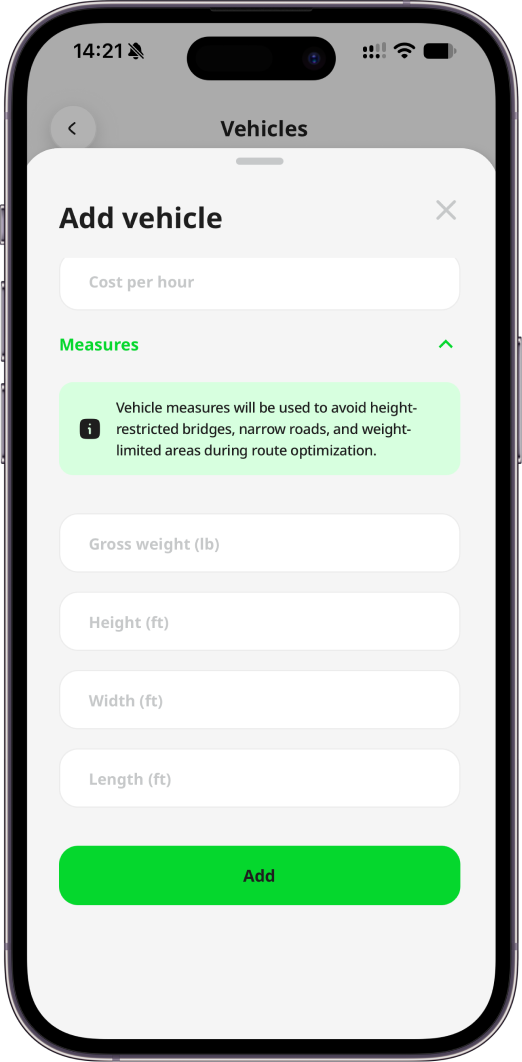 14:21
Vehicles
Add vehicle
Cost per hour
Measures
Vehicle measures will be used to avoid height-
restricted bridges, narrow roads, and weight-
limited areas during route optimization.
Gross weight (lb)
Height (ft)
Width (ft)
Length (ft)
Add